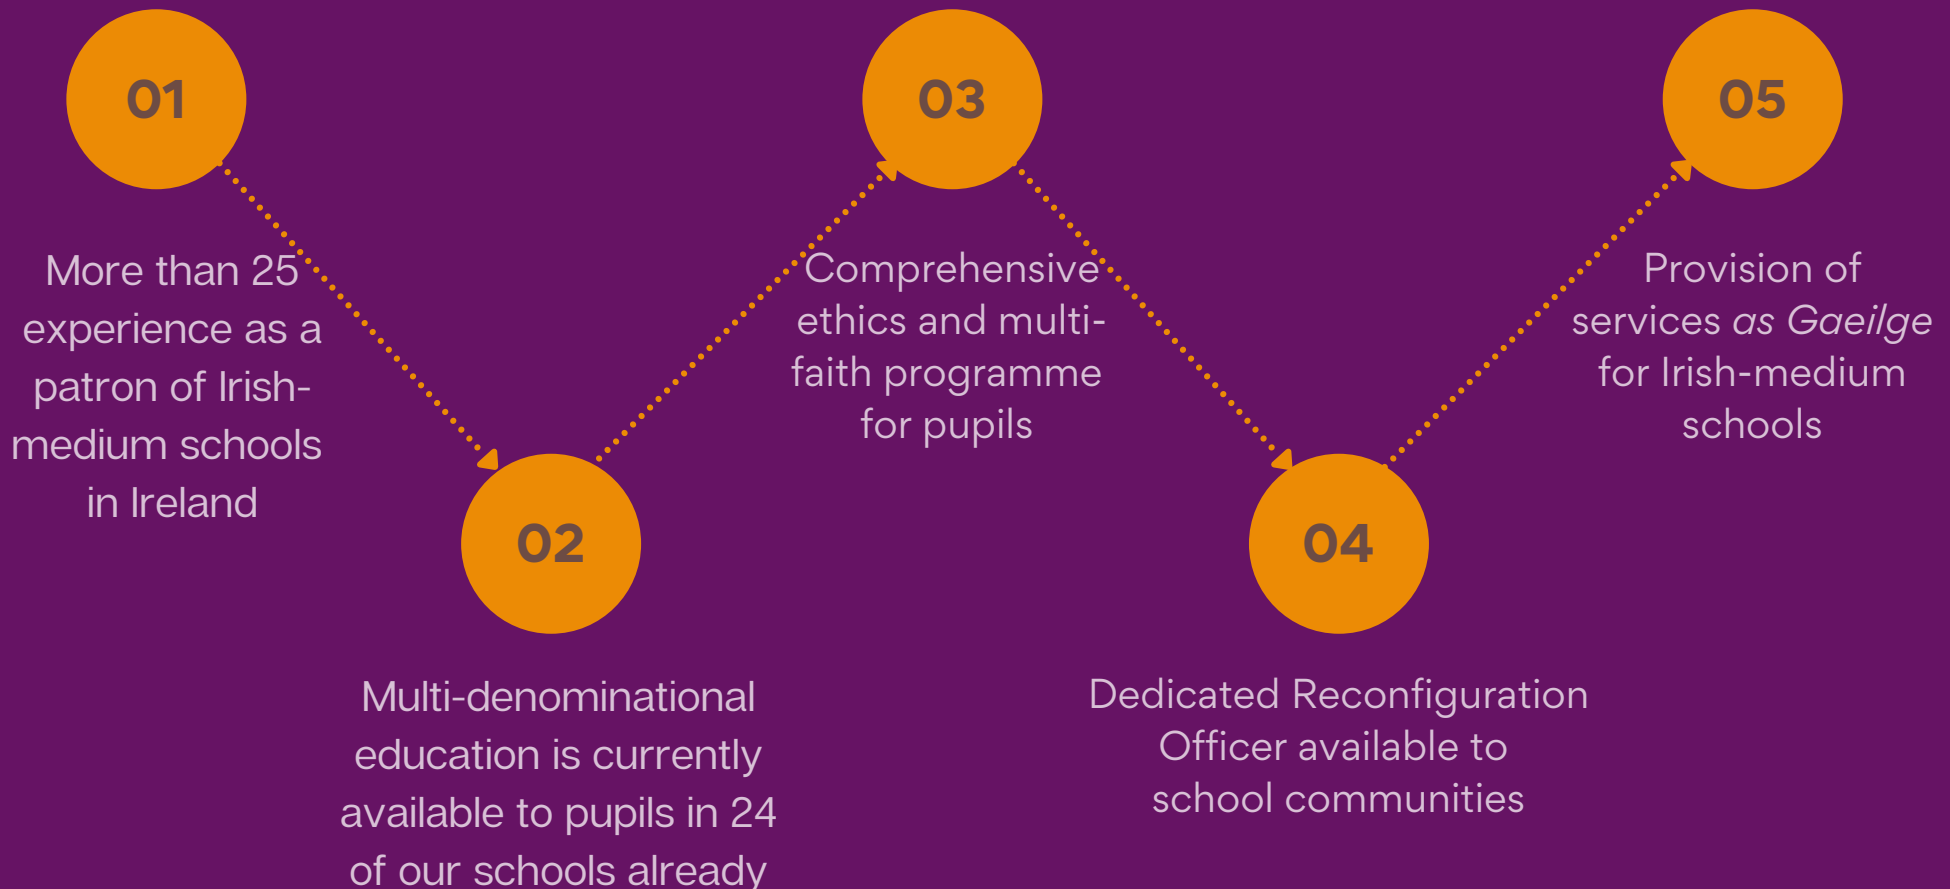 01
More than 25
experience as a
patron of Irish-
medium schools
in Ireland
02
Multi-denominational
education is currently
available to pupils in 24
of our schools already
03
Comprehensive
ethics and multi-
faith programme
for pupils
04
Dedicated Reconfiguration
Officer available to
school communities
05
Provision of
services as Gaeilge
for Irish-medium
schools